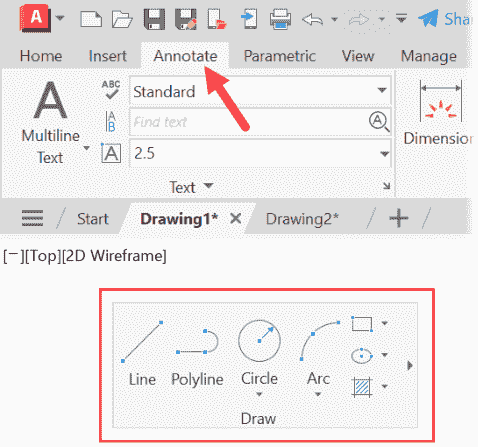 A Share
Home Insert Annotate Parametric View Manage
A ABC Standard
A B Find text
Multiline Text A 2.5 Dimension
Text
Start Drawing1* Drawing2*
[−][Top][2D Wireframe]
Line Polyline Circle Arc
Draw